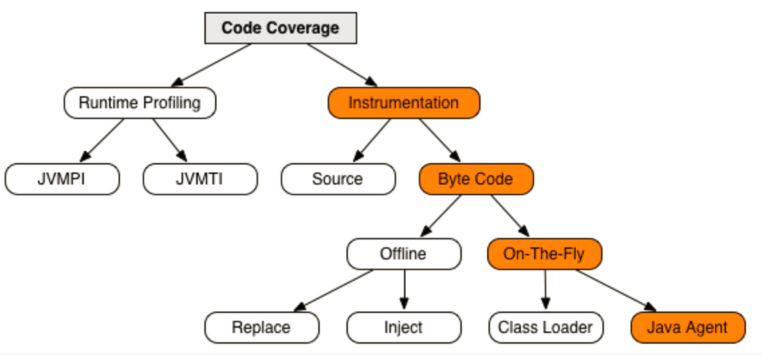 Code Coverage
Runtime Profiling
Instrumentation
JVMPI
JVMTI
Source
Byte Code
Offline
On-The-Fly
Replace
Inject
Class Loader
Java Agent